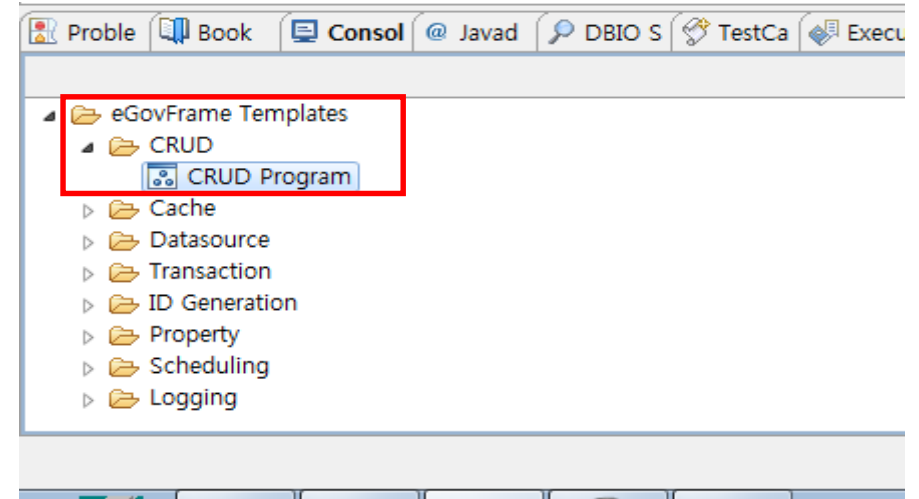 Proble Book Consol @ Javad DBIO S TestCa Execu
eGovFrame Templates
CRUD
CRUD Program
Cache
Datasource
Transaction
ID Generation
Property
Scheduling
Logging